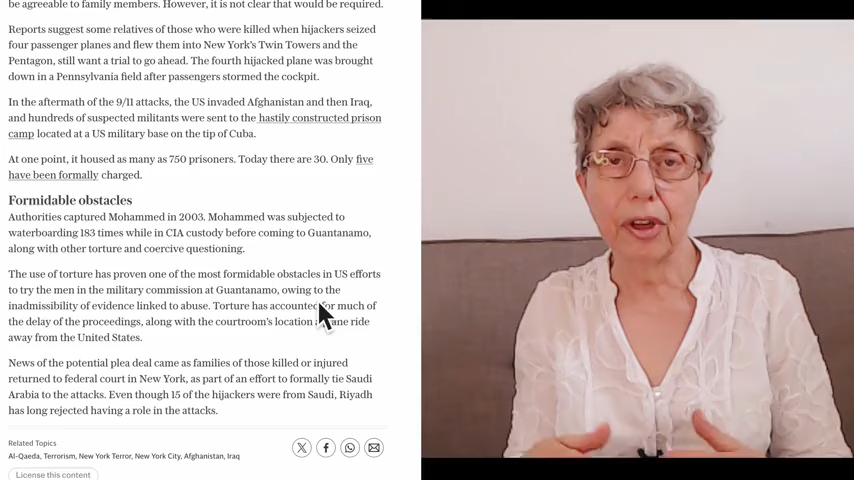 be agreeable to family members. However, it is not clear that would be required.
Reports suggest some relatives of those who were killed when hijackers seized
four passenger planes and flew them into New York's Twin Towers and the
Pentagon, still want a trial to go ahead. The fourth hijacked plane was brought
down in a Pennsylvania field after passengers stormed the cockpit.
In the aftermath of the 9/11 attacks, the US invaded Afghanistan and then Iraq,
and hundreds of suspected militants were sent to the hastily constructed prison
camp located at a US military base on the tip of Cuba.
At one point, it housed as many as 750 prisoners. Today there are 30. Only five
have been formally charged.
Formidable obstacles
Authorities captured Mohammed in 2003. Mohammed was subjected to
waterboarding 183 times while in CIA custody before coming to Guantanamo,
along with other torture and coercive questioning.
The use of torture has proven one of the most formidable obstacles in US efforts
to try the men in the military commission at Guantanamo, owing to the
inadmissibility of evidence linked to abuse. Torture has accounted for much of
the delay of the proceedings, along with the courtroom's location ane ride
away from the United States.
News of the potential plea deal came as families of those killed or injured
returned to federal court in New York, as part of an effort to formally tie Saudi
Arabia to the attacks. Even though 15 of the hijackers were from Saudi, Riyadh
has long rejected having a role in the attacks.
Related Topics
Al-Qaeda, Terrorism, New York Terror, New York City, Afghanistan, Iraq
License this content